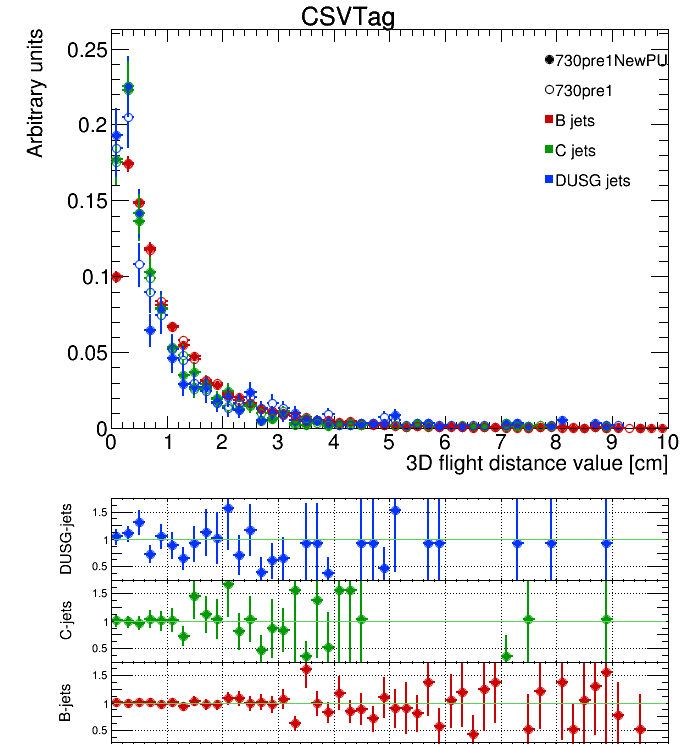 CSVTag
Arbitrary units
0.25
0.2
0.15
0.1
0.05
0
730pre1NewPU
730pre1
B jets
C jets
DUSG jets
0 1 2 3 4 5 6 7 8 9 10
3D flight distance value [cm]
DUSG-jets
1.5
1
0.5
C-jets
1.5
1
0.5
B-jets
1.5
1
0.5